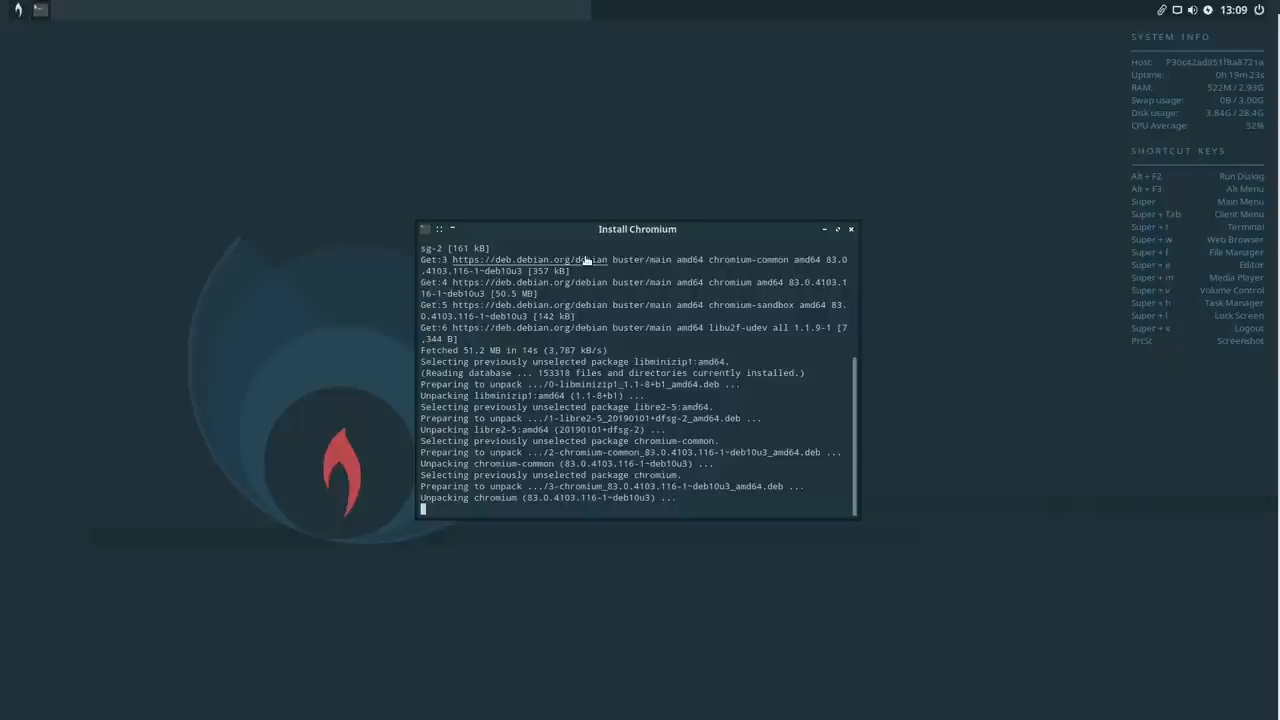 13:09
SYSTEM INFO
Host: P30c42ad951f8a8721a
Uptime: 0h 19m 23s
RAM: 522M / 2.93G
Swap usage: 0B / 3.00G
Disk usage: 3.84G / 28.4G
CPU Average: 52%
SHORTCUT KEYS
Alt + F2 Run Dialog
Alt + F3 Alt Menu
Super Main Menu
Super + Tab Client Menu
Super + t Terminal
Super + w Web Browser
Super + f File Manager
Super + e Editor
Super + m Media Player
Super + v Volume Control
Super + h Task Manager
Super + l Lock Screen
Super + x Logout
PrtSc Screenshot
Install Chromium
sg-2 [161 kB]
Get:3 https://deb.debian.org/debian buster/main amd64 chromium-common amd64 83.0
.4103.116-1~deb10u3 [357 kB]
Get:4 https://deb.debian.org/debian buster/main amd64 chromium amd64 83.0.4103.1
16-1~deb10u3 [50.5 MB]
Get:5 https://deb.debian.org/debian buster/main amd64 chromium-sandbox amd64 83.
0.4103.116-1~deb10u3 [142 kB]
Get:6 https://deb.debian.org/debian buster/main amd64 libu2f-udev all 1.1.9-1 [7
,344 B]
Fetched 51.2 MB in 14s (3,787 kB/s)
Selecting previously unselected package libminizip1:amd64.
(Reading database ... 153318 files and directories currently installed.)
Preparing to unpack .../0-libminizip1_1.1-8+b1_amd64.deb ...
Unpacking libminizip1:amd64 (1.1-8+b1) ...
Selecting previously unselected package libre2-5:amd64.
Preparing to unpack .../1-libre2-5_20190101+dfsg-2_amd64.deb ...
Unpacking libre2-5:amd64 (20190101+dfsg-2) ...
Selecting previously unselected package chromium-common.
Preparing to unpack .../2-chromium-common_83.0.4103.116-1~deb10u3_amd64.deb ...
Unpacking chromium-common (83.0.4103.116-1~deb10u3) ...
Selecting previously unselected package chromium.
Preparing to unpack .../3-chromium_83.0.4103.116-1~deb10u3_amd64.deb ...
Unpacking chromium (83.0.4103.116-1~deb10u3) ...